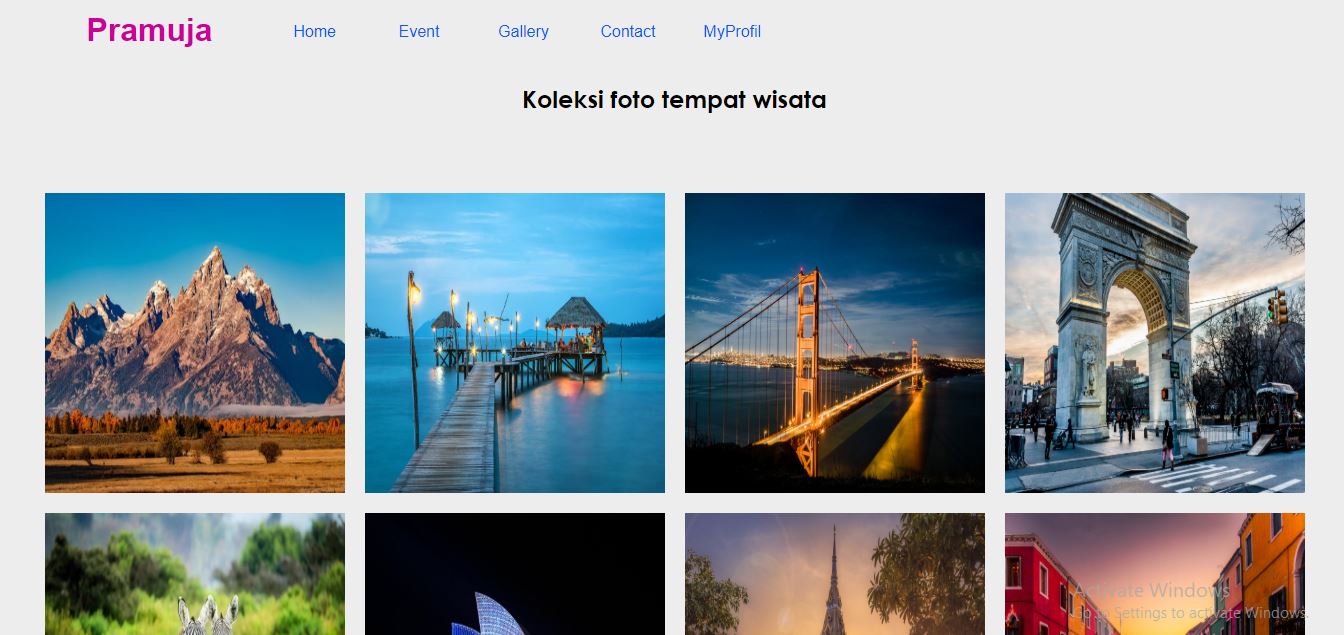 Pramuja Home Event Gallery Contact MyProfil
Koleksi foto tempat wisata
Activate Windows
Go to Settings to activate Windows.